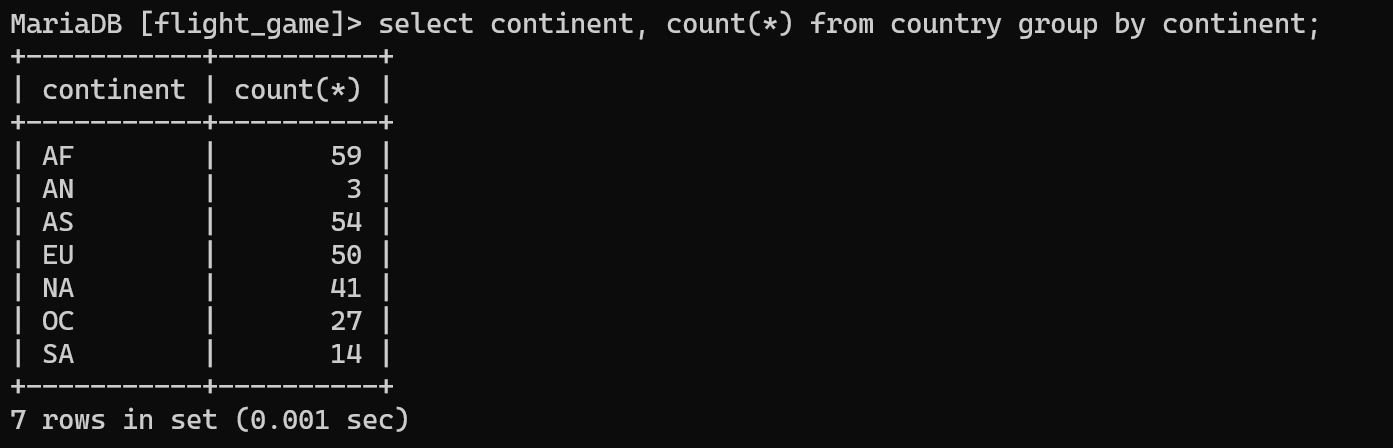 MariaDB [flight_game]> select continent, count(*) from country group by continent;
+-----------+----------+
| continent | count(*) |
+-----------+----------+
| AF        |       59 |
| AN        |        3 |
| AS        |       54 |
| EU        |       50 |
| NA        |       41 |
| OC        |       27 |
| SA        |       14 |
+-----------+----------+
7 rows in set (0.001 sec)